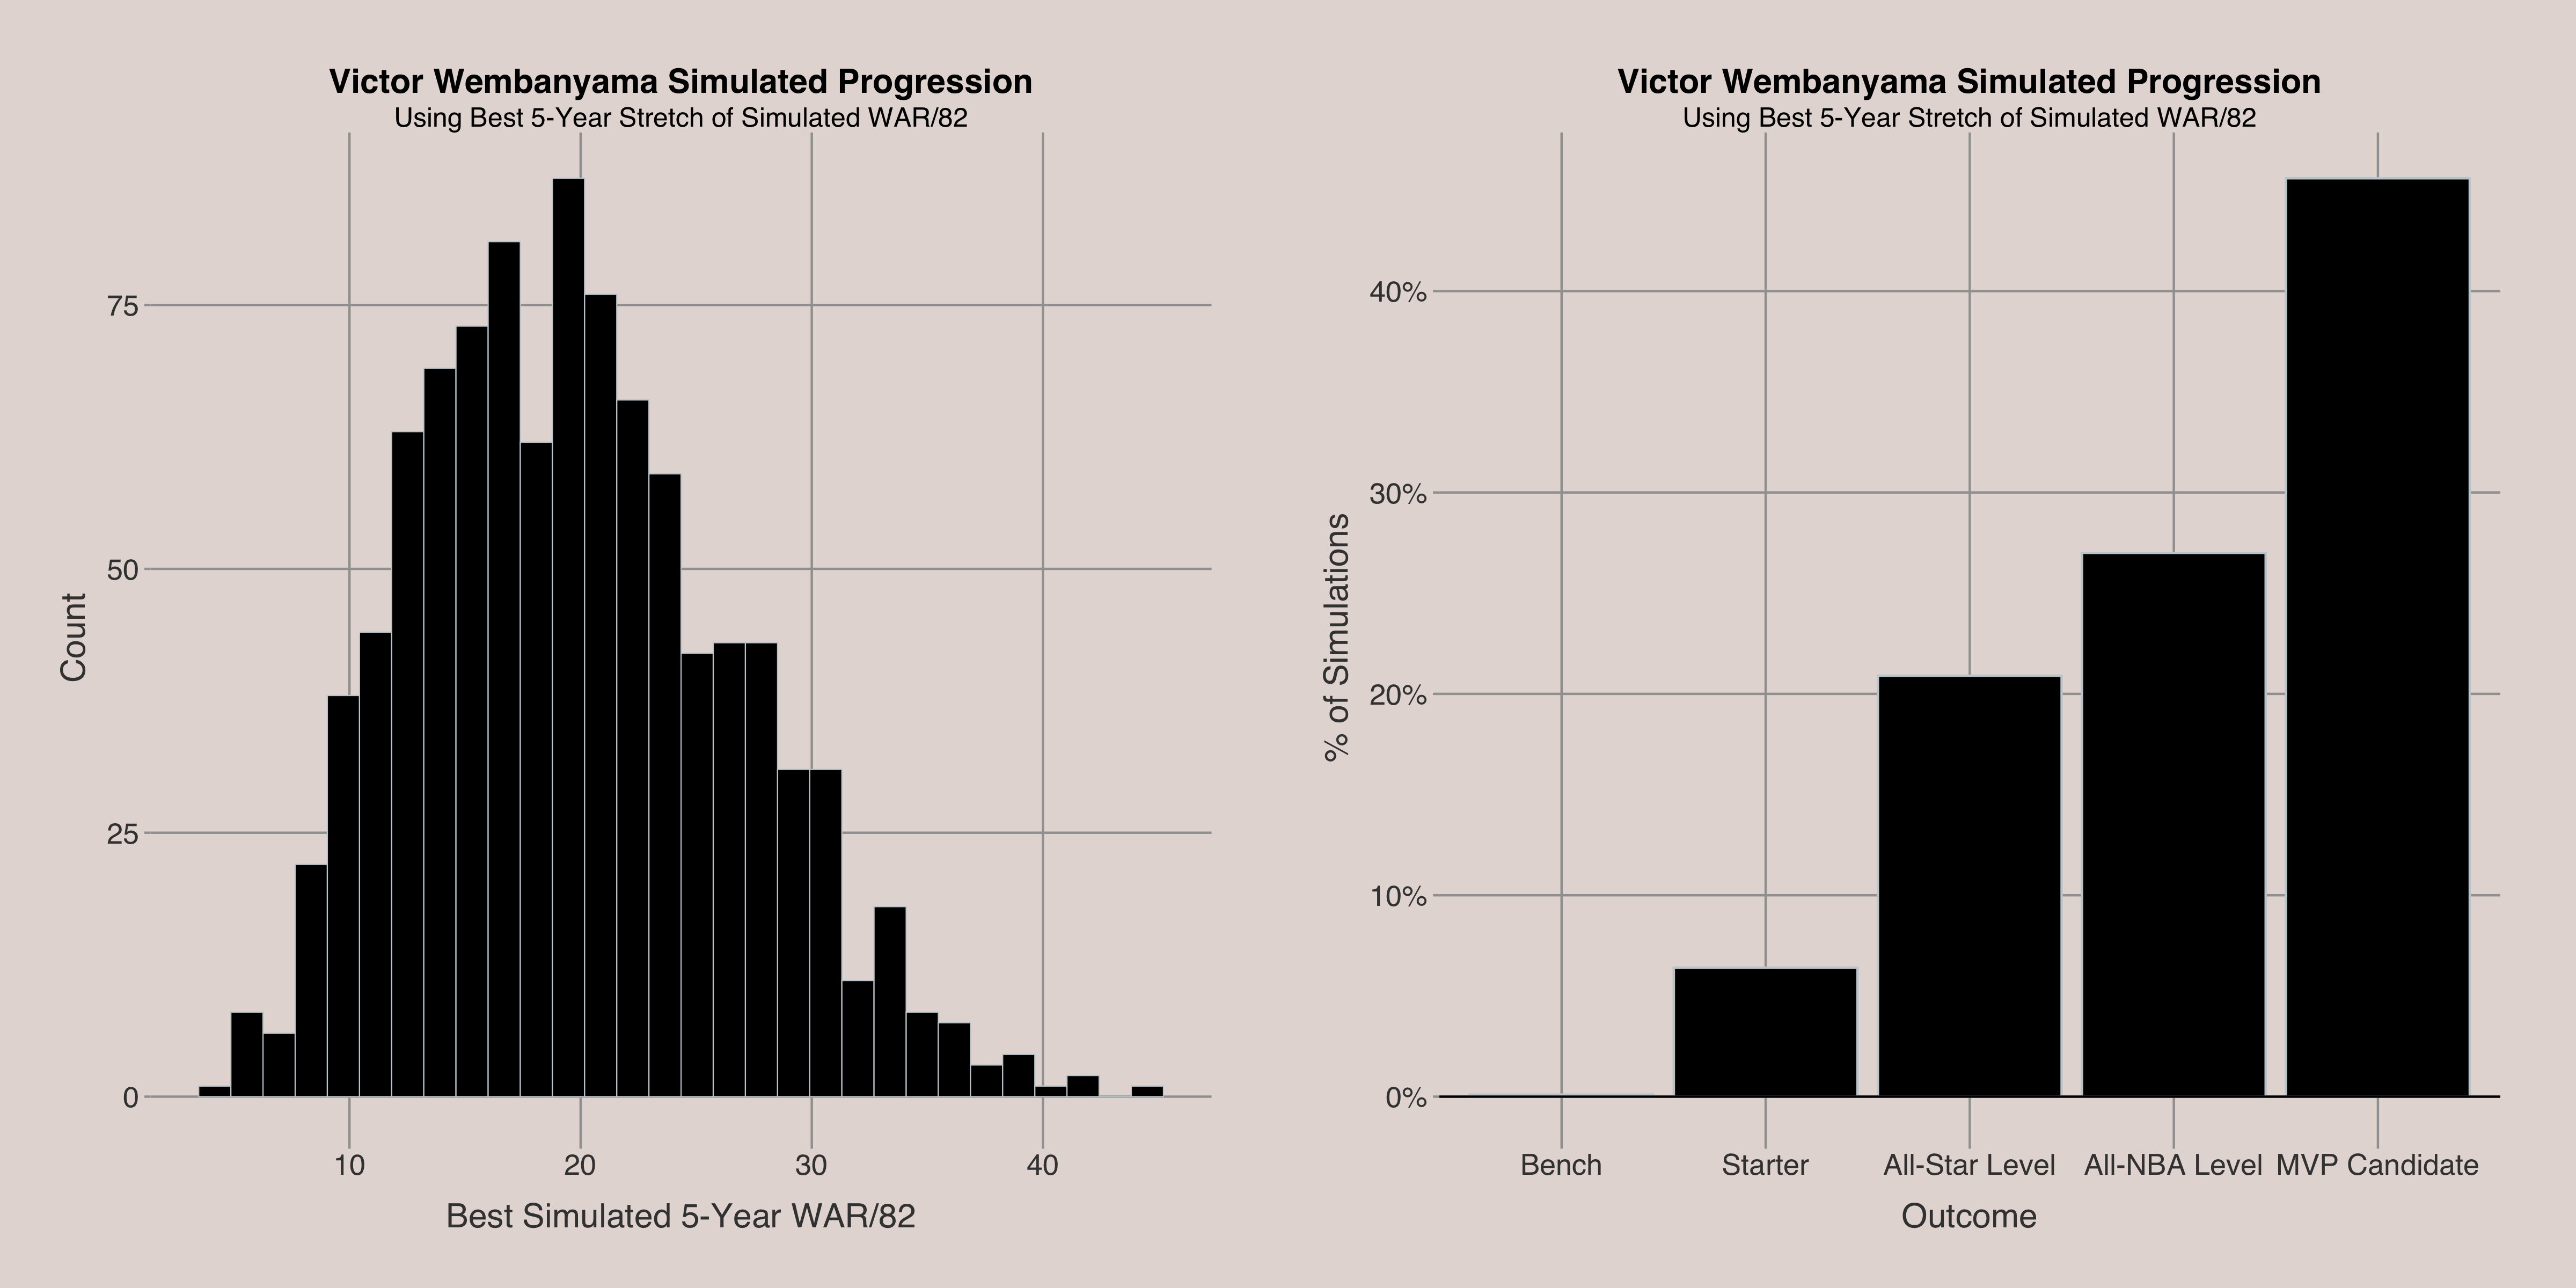 Victor Wembanyama Simulated Progression
Using Best 5-Year Stretch of Simulated WAR/82
75
50
25
0
Count
10 20 30 40
Best Simulated 5-Year WAR/82
Victor Wembanyama Simulated Progression
Using Best 5-Year Stretch of Simulated WAR/82
40%
30%
20%
10%
0%
% of Simulations
Bench Starter All-Star Level All-NBA Level MVP Candidate
Outcome